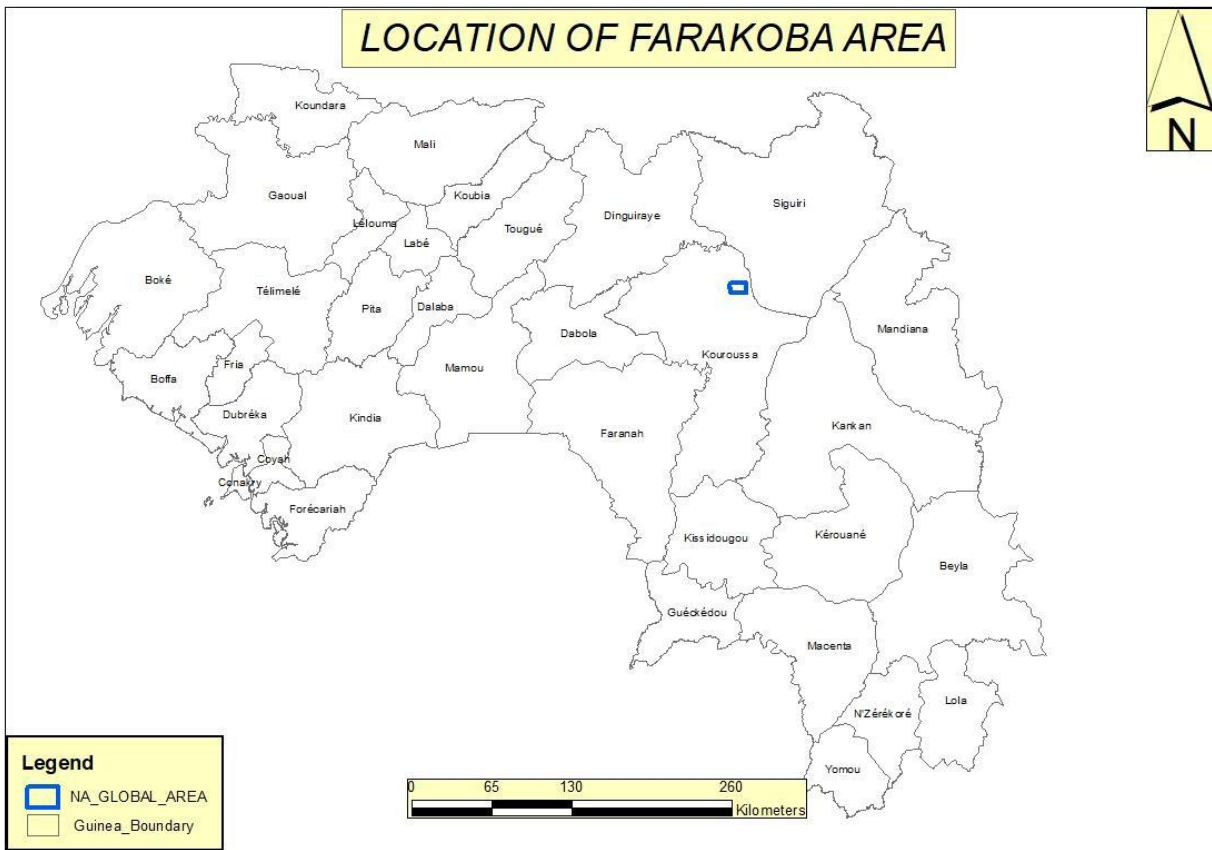 LOCATION OF FARAKOBA AREA
N
Koundara
Mali
Gaoual
Koubia
Lélouma
Labé
Tougué
Dinguiraye
Siguiri
Boké
Télimelé
Pita
Dalaba
Dabola
Kouroussa
Mandiana
Boffa
Fria
Mamou
Dubréka
Kindia
Faranah
Kankan
Coyah
Conakry
Forécariah
Kissidougou
Kérouané
Beyla
Guéckédou
Macenta
N'Zérékoré
Lola
Yomou
Legend
NA_GLOBAL_AREA
Guinea_Boundary
0 65 130 260
Kilometers